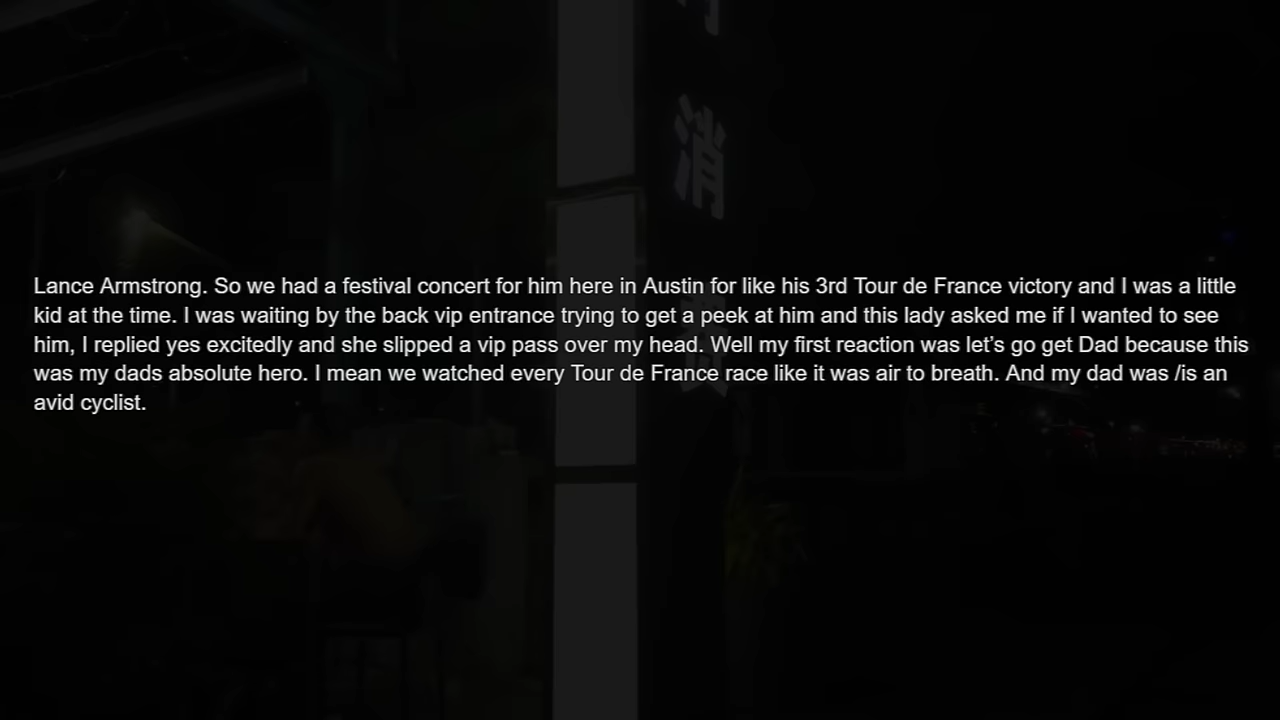 消
Lance Armstrong. So we had a festival concert for him here in Austin for like his 3rd Tour de France victory and I was a little
kid at the time. I was waiting by the back vip entrance trying to get a peek at him and this lady asked me if I wanted to see
him, I replied yes excitedly and she slipped a vip pass over my head. Well my first reaction was let’s go get Dad because this
was my dads absolute hero. I mean we watched every Tour de France race like it was air to breath. And my dad was /is an
avid cyclist.